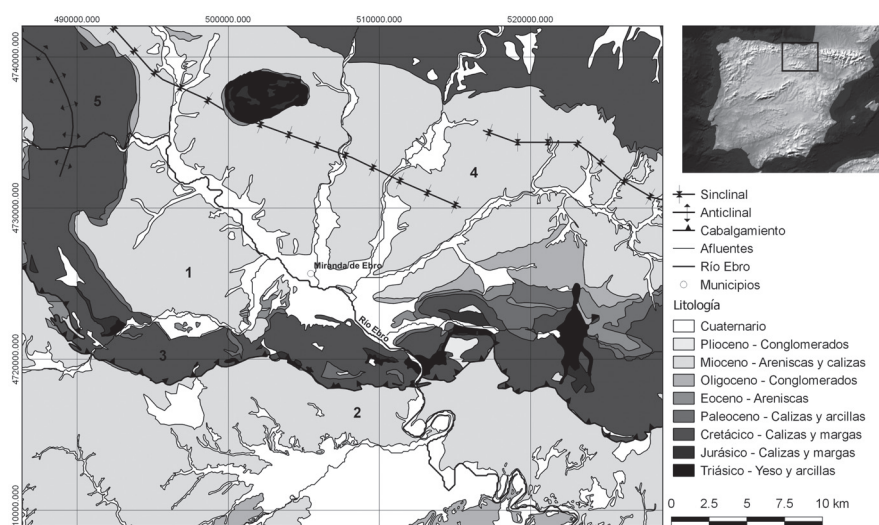 490000.000
500000.000
510000.000
520000.000
4740000.000
4730000.000
4720000.000
5
4
1
Miranda de Ebro
Río Ebro
3
2
Sinclinal
Anticlinal
Cabalgamiento
Afluentes
Río Ebro
Municipios
Litología
Cuaternario
Plioceno - Conglomerados
Mioceno - Areniscas y calizas
Oligoceno - Conglomerados
Eoceno - Areniscas
Paleoceno - Calizas y arcillas
Cretácico - Calizas y margas
Jurásico - Calizas y margas
Triásico - Yeso y arcillas
0 2.5 5 7.5 10 km